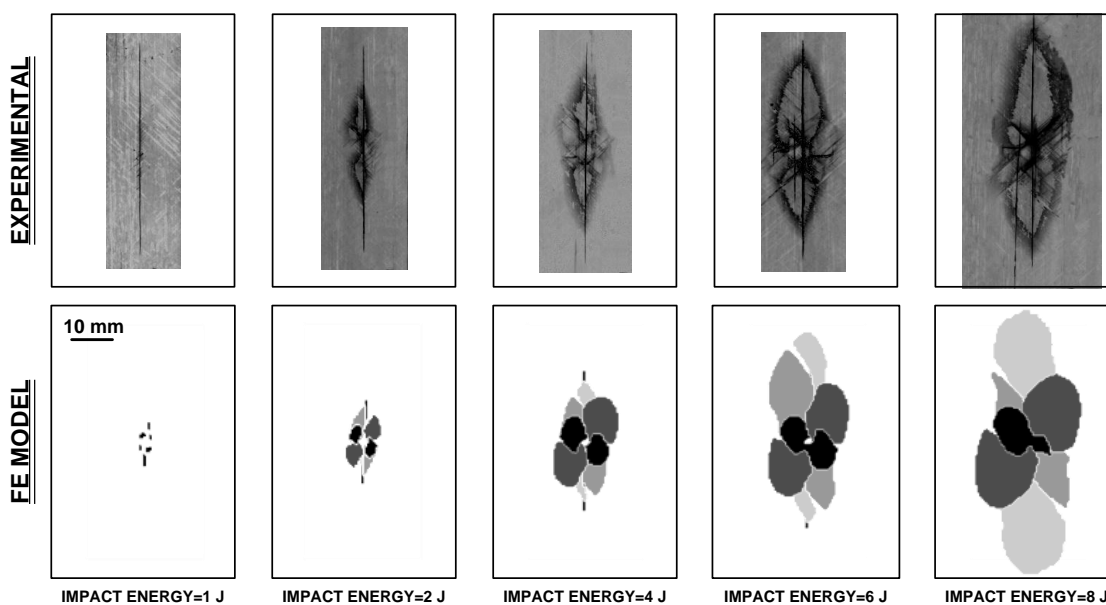 EXPERIMENTAL
10 mm
FE MODEL
IMPACT ENERGY=1 J
IMPACT ENERGY=2 J
IMPACT ENERGY=4 J
IMPACT ENERGY=6 J
IMPACT ENERGY=8 J